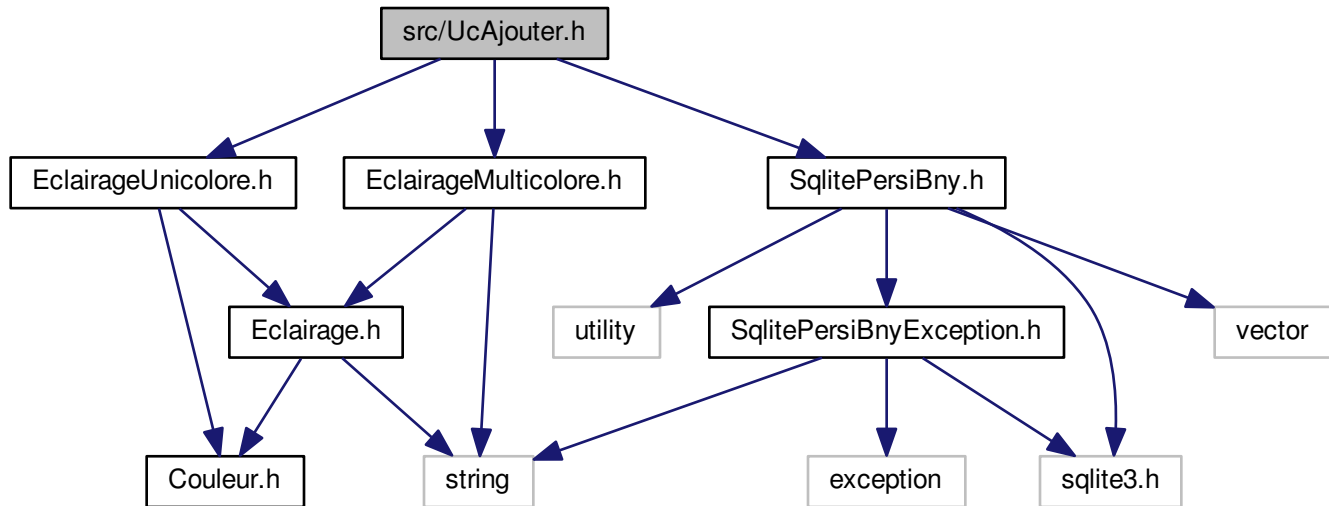 src/UcAjouter.h
EclairageUnicolore.h
EclairageMulticolore.h
SqlitePersiBny.h
Eclairage.h
utility
SqlitePersiBnyException.h
vector
Couleur.h
string
exception
sqlite3.h